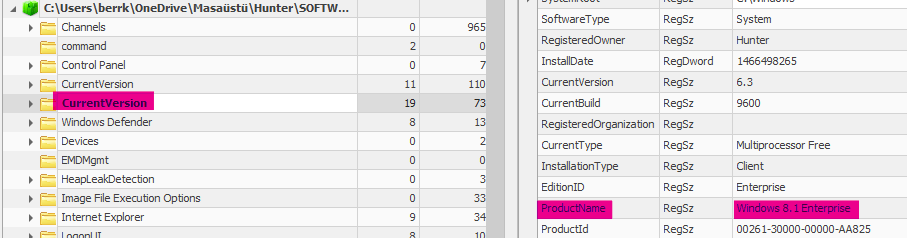 C:\Users\berrk\OneDrive\Masaüstü\Hunter\SOFTW...
Channels 0 965
command 2 0
Control Panel 0 7
CurrentVersion 11 110
CurrentVersion 19 73
Windows Defender 8 13
Devices 0 2
EMDMgmt 0 0
HeapLeakDetection 0 3
Image File Execution Options 0 33
Internet Explorer 9 34
LogonUI 8 10
SystemRoot RegSz C:\Windows
SoftwareType RegSz System
RegisteredOwner RegSz Hunter
InstallDate RegDword 1466498265
CurrentVersion RegSz 6.3
CurrentBuild RegSz 9600
RegisteredOrganization RegSz
CurrentType RegSz Multiprocessor Free
InstallationType RegSz Client
EditionID RegSz Enterprise
ProductName RegSz Windows 8.1 Enterprise
ProductId RegSz 00261-30000-00000-AA825